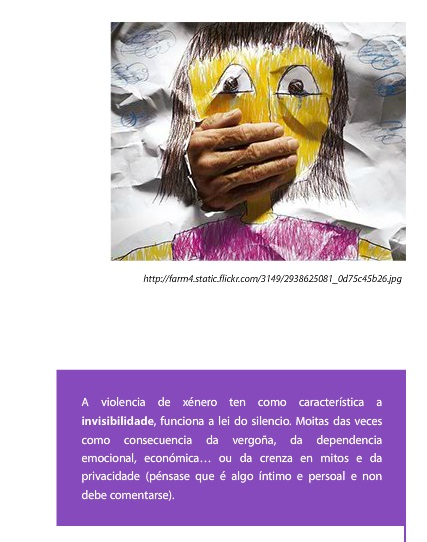 http://farm4.static.flickr.com/3149/2938625081_0d75c45b26.jpg
A violencia de xénero ten como característica a
invisibilidade, funciona a lei do silencio. Moitas das veces
como consecuencia da vergoña, da dependencia
emocional, económica... ou da crenza en mitos e da
privacidade (pénsase que é algo íntimo e persoal e non
debe comentarse).